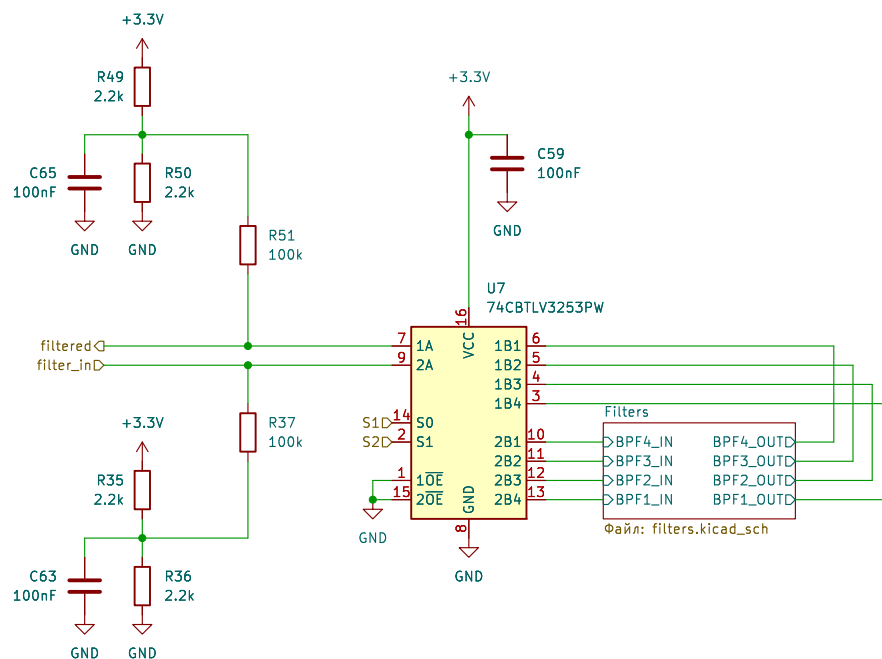 +3.3V
R49
2.2k
+3.3V
C65
100nF
R50
2.2k
C59
100nF
GND
GND
GND
R51
100k
U7
74CBTLV3253PW
16
VCC
filtered
7
1A
1B1
6
filter_in
9
2A
1B2
5
1B3
4
1B4
3
+3.3V
R37
100k
S1
14
S0
S2
2
S1
Filters
2B1
10
BPF4_IN
BPF4_OUT
2B2
11
BPF3_IN
BPF3_OUT
R35
2.2k
1
1OE
2B3
12
BPF2_IN
BPF2_OUT
15
2OE
2B4
13
BPF1_IN
BPF1_OUT
GND
8
GND
Файл: filters.kicad_sch
GND
C63
100nF
R36
2.2k
GND
GND